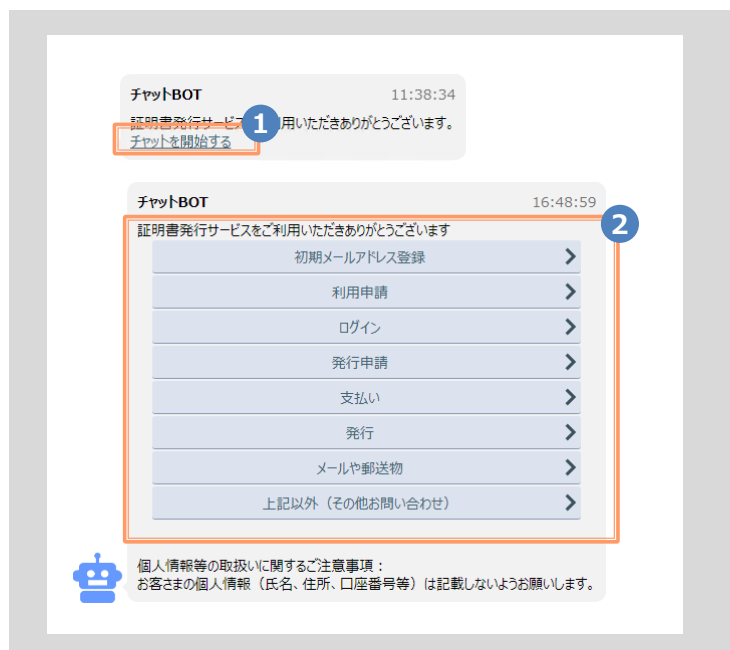 チャットBOT 11:38:34
証明書発行サービス 用いただきありがとうございます。
1
チャットを開始する
チャットBOT 16:48:59
2
証明書発行サービスをご利用いただきありがとうございます
初期メールアドレス登録
利用申請
ログイン
発行申請
支払い
発行
メールや郵送物
上記以外（その他お問い合わせ）
個人情報等の取扱いに関するご注意事項：
お客さまの個人情報（氏名、住所、口座番号等）は記載しないようお願いします。